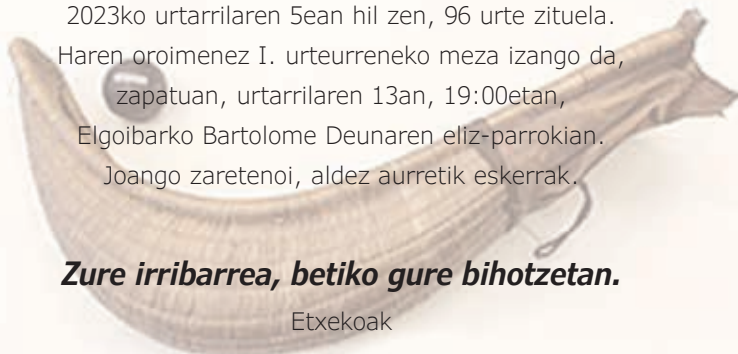 2023ko urtarrilaren 5ean hil zen, 96 urte zituela.
Haren oroimenez I. urteurreneko meza izango da,
zapatuan, urtarrilaren 13an, 19:00etan,
Elgoibarko Bartolome Deunaren eliz-parrokian.
Joango zaretenoi, aldez aurretik eskerrak.
Zure irribarrea, betiko gure bihotzetan.
Etxekoak